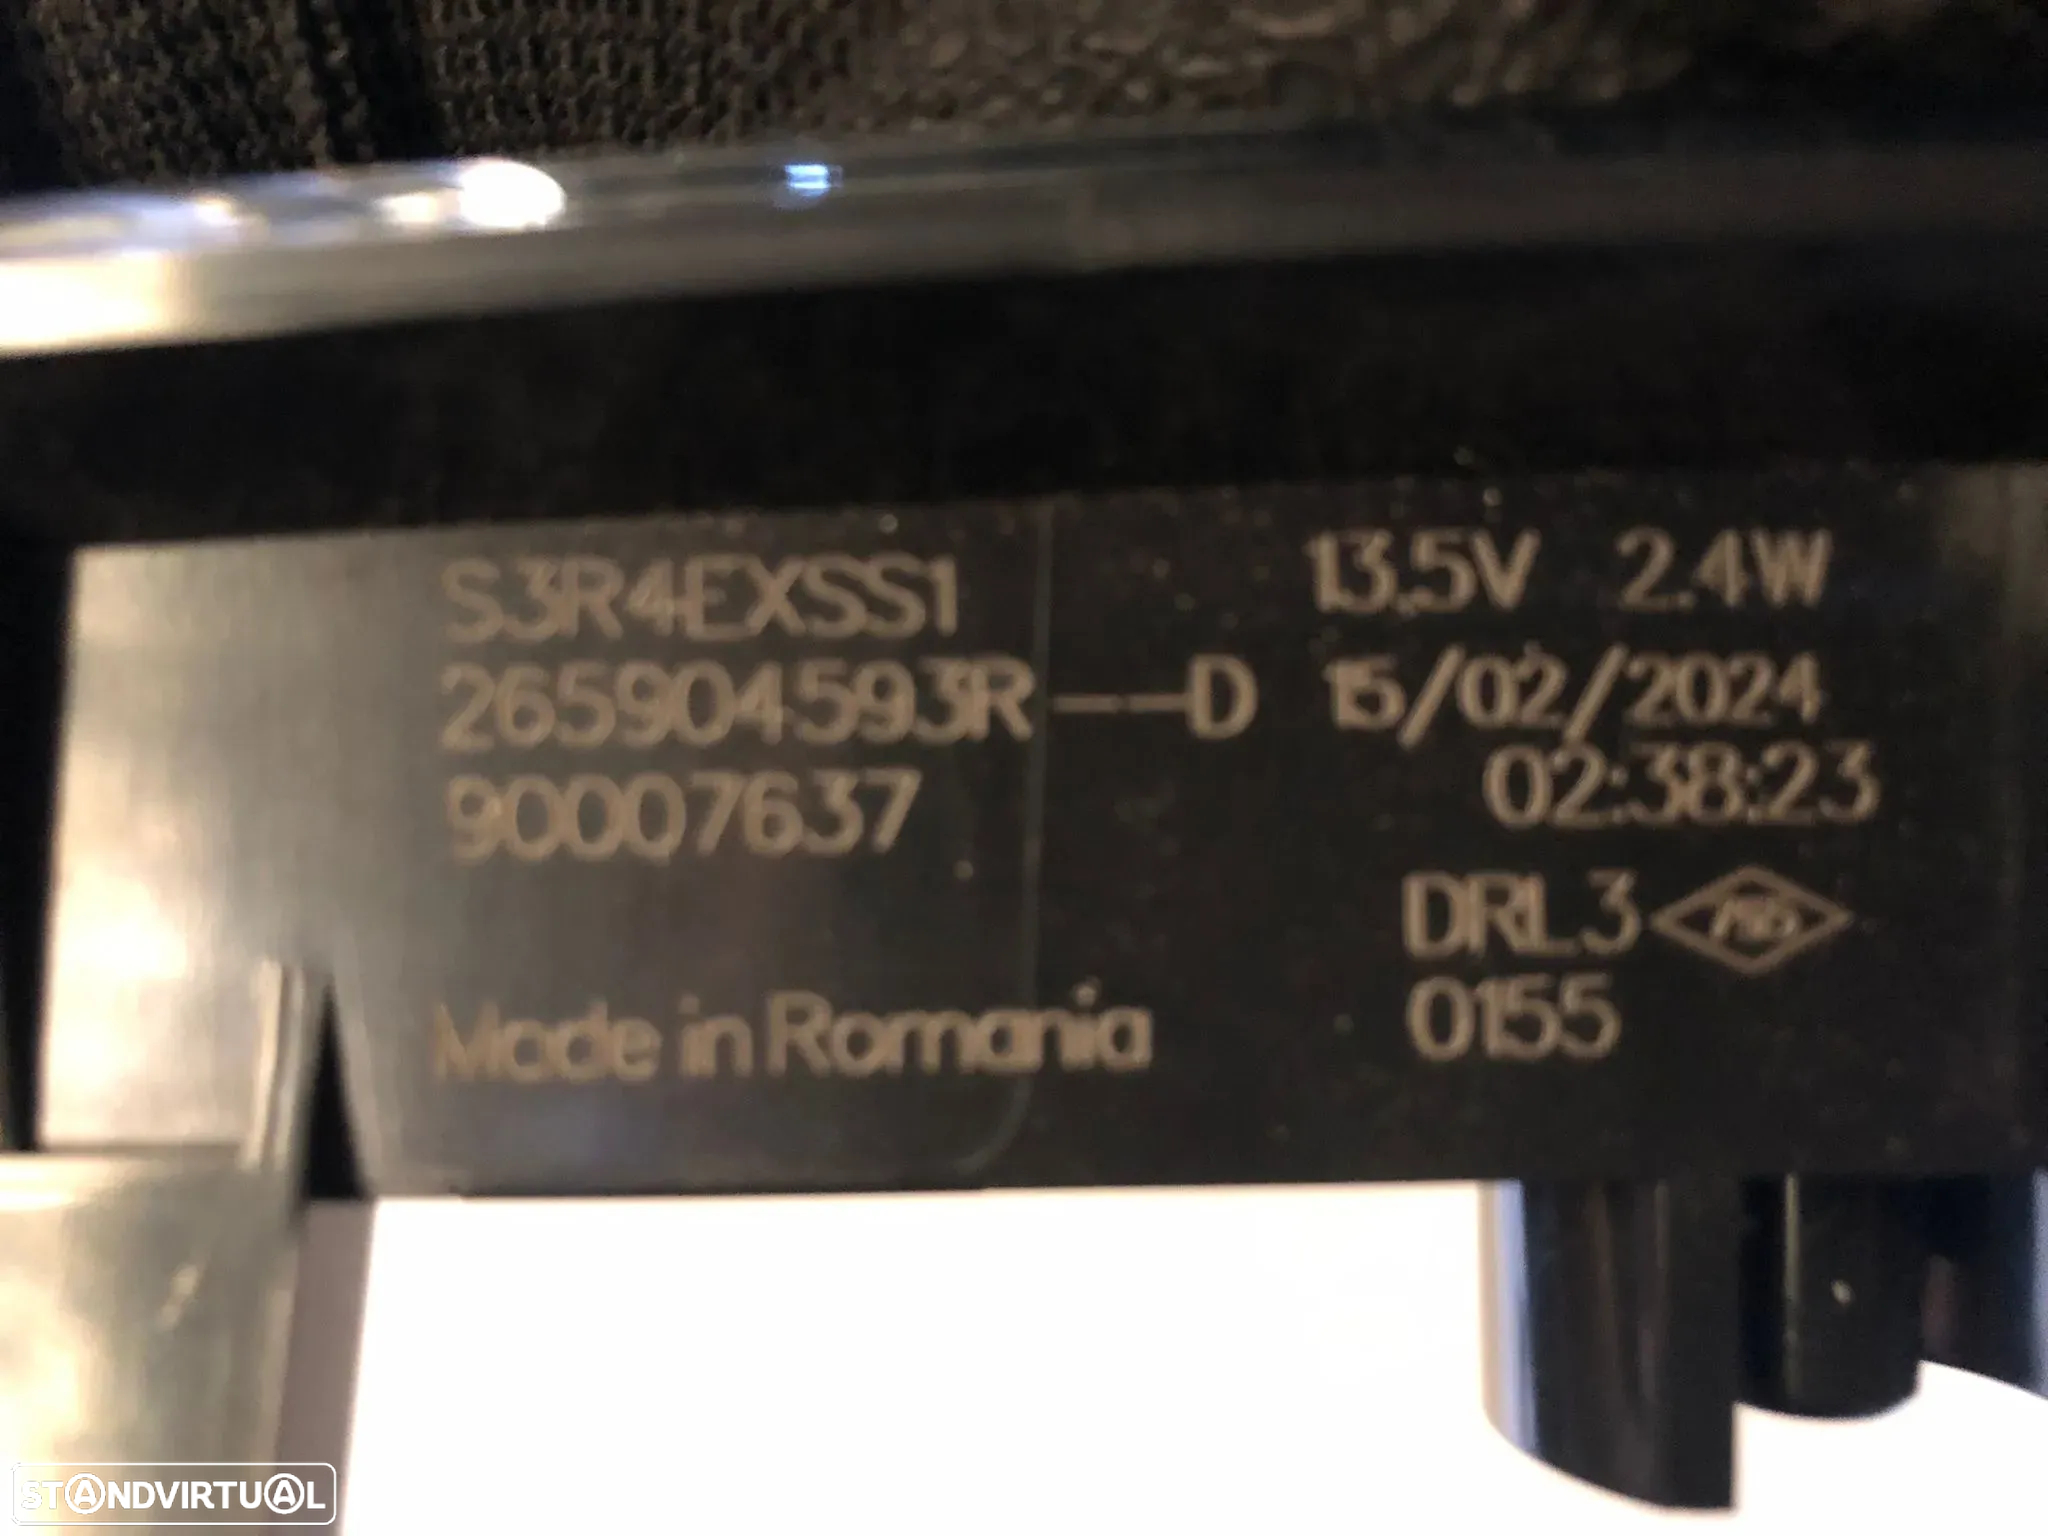 S3R4EXSS1
265904593R---D
90007637
Made in Romania
13.5V 2.4W
15/02/2024
02:38:23
DRL3
0155
STANDVIRTUAL